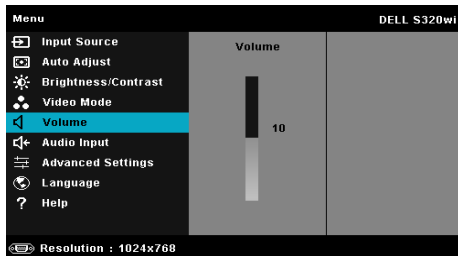 Menu DELL S320wi
Input Source
Auto Adjust
Brightness/Contrast
Video Mode
Volume
Audio Input
Advanced Settings
Language
? Help
Volume
10
Resolution : 1024x768